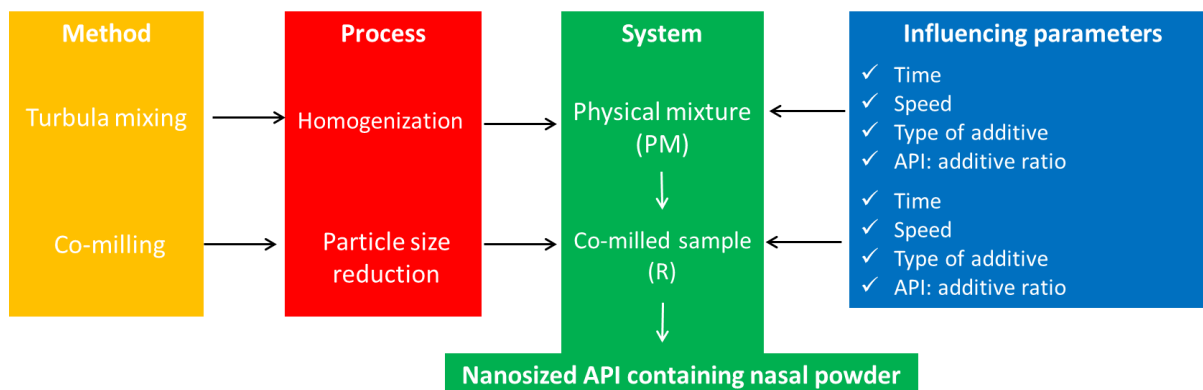 Method
Turbula mixing
Co-milling
Process
Homogenization
Particle size
reduction
System
Physical mixture
(PM)
Co-milled sample
(R)
Nanosized API containing nasal powder
Influencing parameters
✓ Time
✓ Speed
✓ Type of additive
✓ API: additive ratio
✓ Time
✓ Speed
✓ Type of additive
✓ API: additive ratio